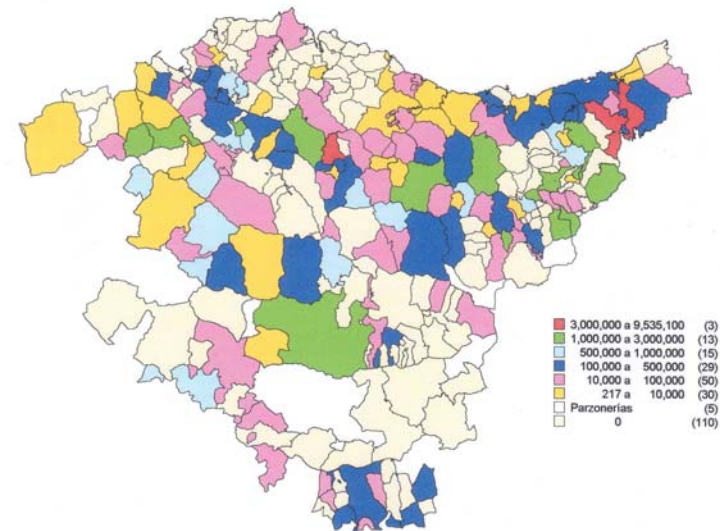 3,000,000 a 9,535,100 (3)
1,000,000 a 3,000,000 (13)
500,000 a 1,000,000 (15)
100,000 a 500,000 (29)
10,000 a 100,000 (50)
217 a 10,000 (30)
Parzonerías (5)
0 (110)